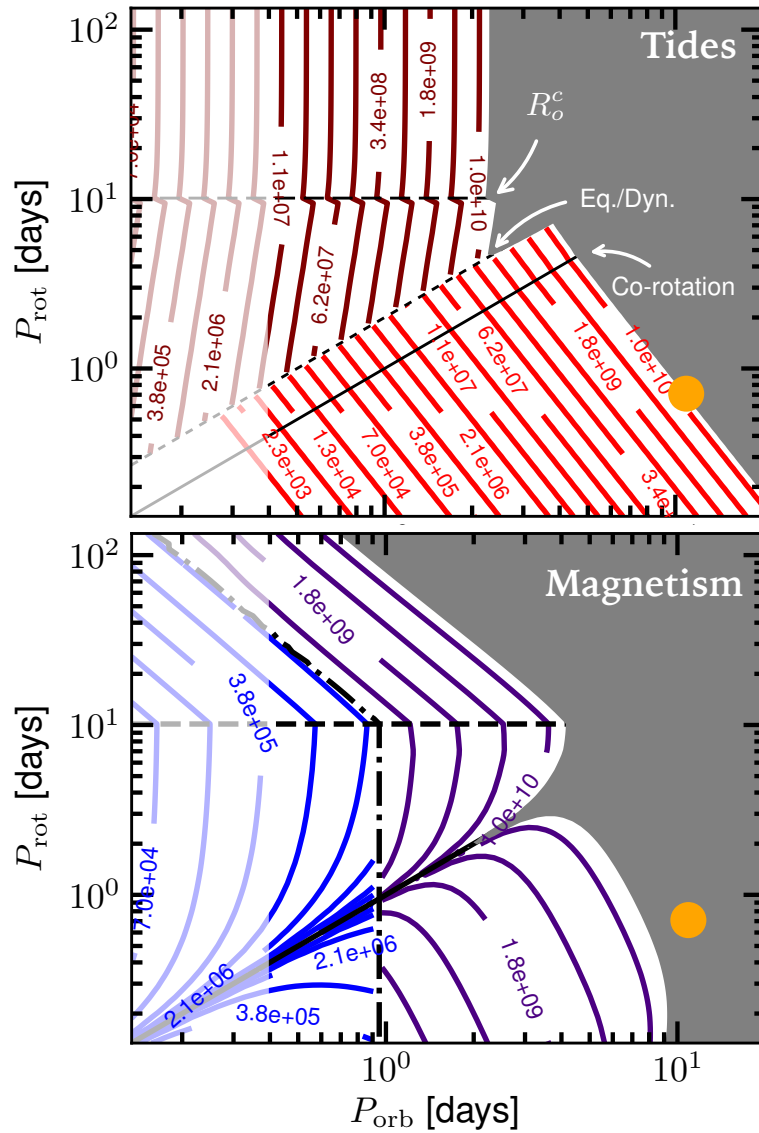 Tides
10²
10¹
10⁰
P_rot [days]
R_o^c
Eq./Dyn.
Co-rotation
3.8e+05
2.1e+06
1.1e+07
6.2e+07
3.4e+08
1.8e+09
1.0e+10
2.3e+03
1.3e+04
7.0e+04
3.8e+05
2.1e+06
1.1e+07
6.2e+07
1.8e+09
1.0e+10
Magnetism
10²
10¹
10⁰
P_rot [days]
1.8e+09
3.8e+05
1.0e+10
7.0e+04
2.1e+06
2.1e+06
3.8e+05
1.8e+09
10⁰
10¹
P_orb [days]